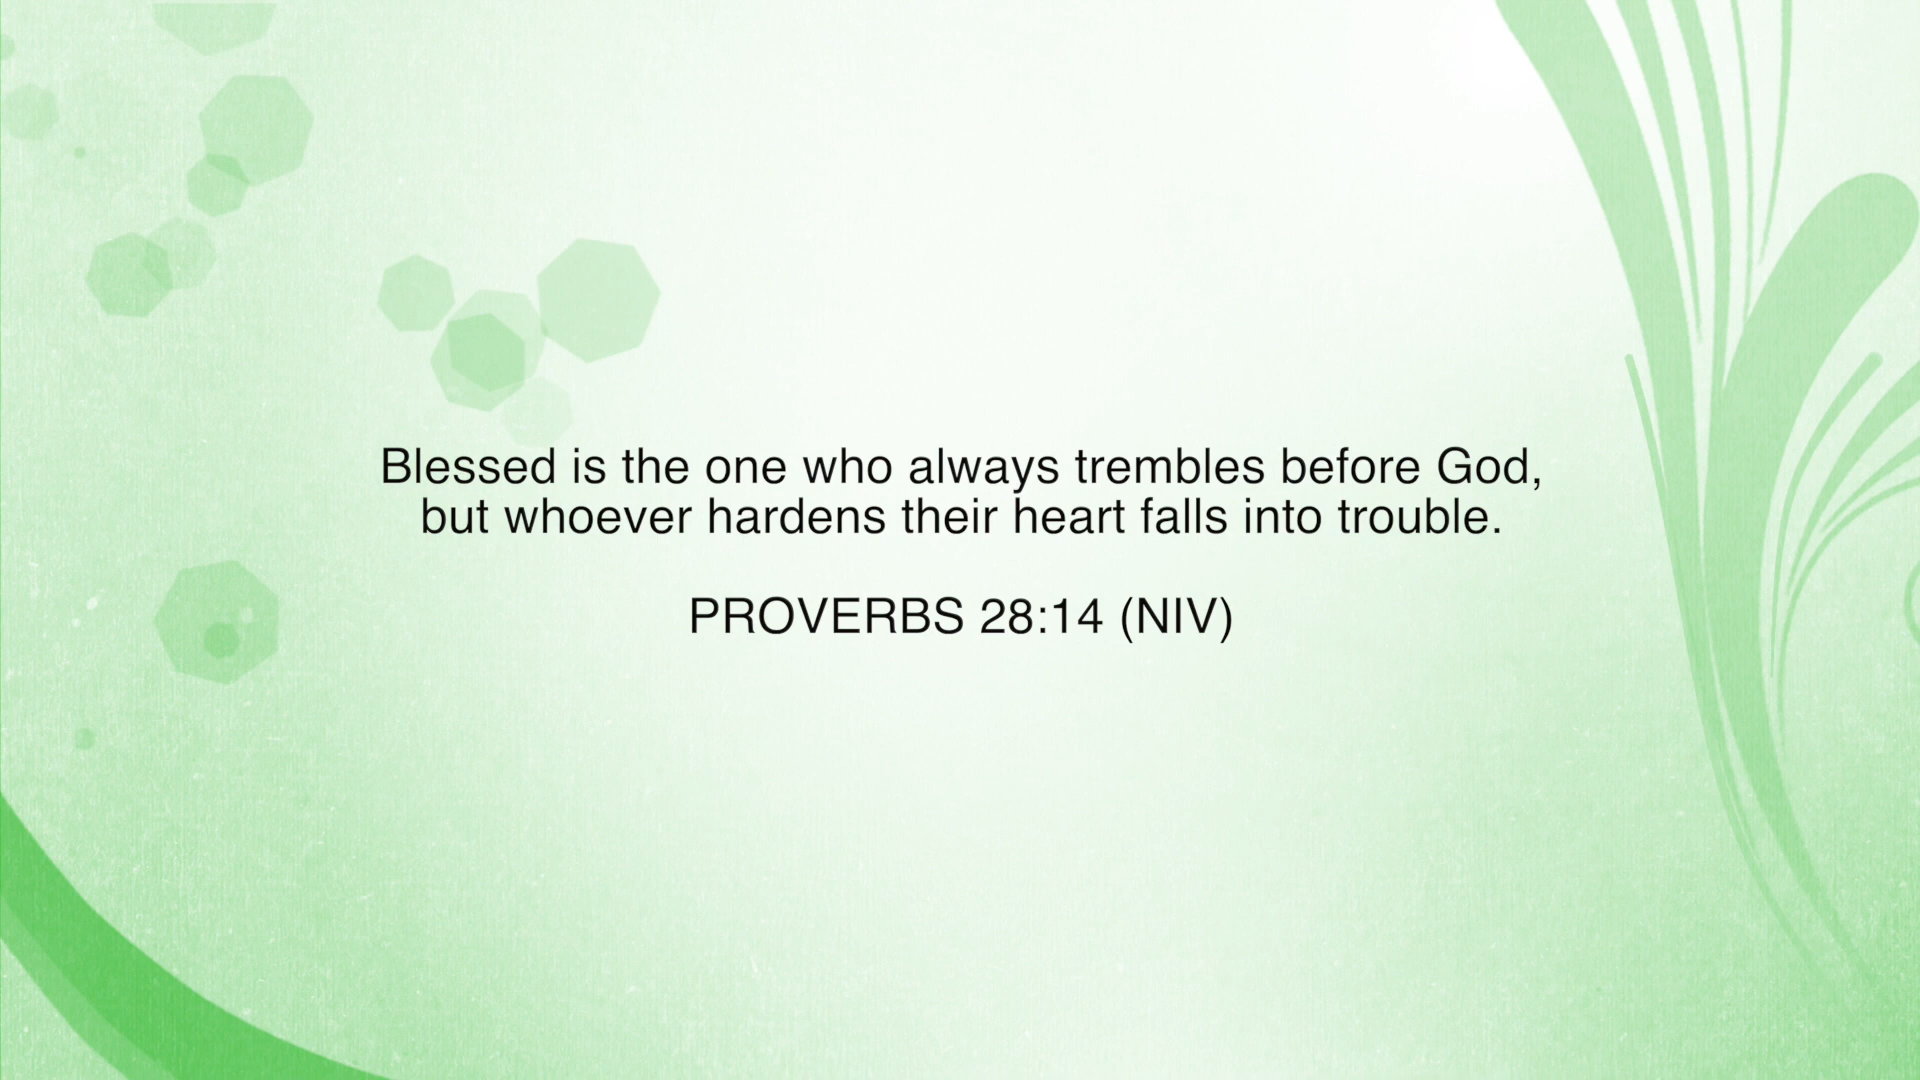 Blessed is the one who always trembles before God,
but whoever hardens their heart falls into trouble.
PROVERBS 28:14 (NIV)